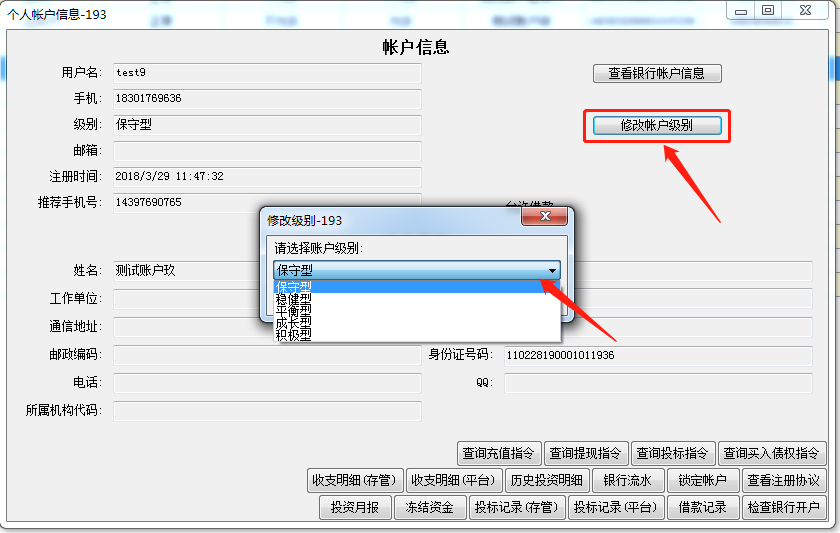 个人帐户信息-193
帐户信息
用户名: test9
查看银行帐户信息
手机: 18301769636
级别: 保守型
修改帐户级别
邮箱:
注册时间: 2018/3/29 11:47:32
推荐手机号: 14397690765
修改级别-193
请选择账户级别:
保守型
保守型
稳健型
平衡型
成长型
积极型
姓名: 测试账户玖
工作单位:
通信地址:
邮政编码:
身份证号码: 110228190001011936
电话:
QQ:
所属机构代码:
查询充值指令 查询提现指令 查询投标指令 查询买入债权指令
收支明细(存管) 收支明细(平台) 历史投资明细 银行流水 锁定帐户 查看注册协议
投资月报 冻结资金 投标记录(存管) 投标记录(平台) 借款记录 检查银行开户